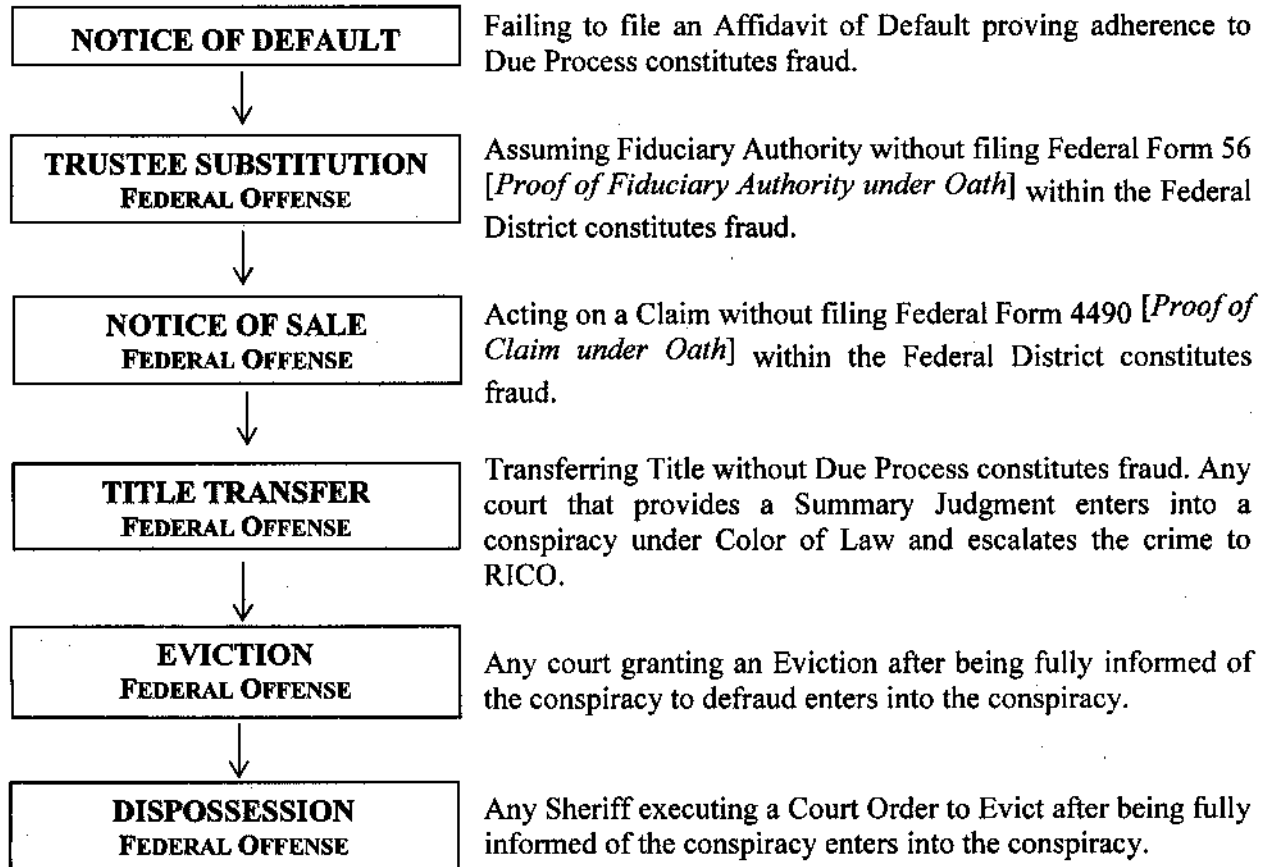 NOTICE OF DEFAULT
Failing to file an Affidavit of Default proving adherence to
Due Process constitutes fraud.
TRUSTEE SUBSTITUTION
FEDERAL OFFENSE
Assuming Fiduciary Authority without filing Federal Form 56
[Proof of Fiduciary Authority under Oath] within the Federal
District constitutes fraud.
NOTICE OF SALE
FEDERAL OFFENSE
Acting on a Claim without filing Federal Form 4490 [Proof of
Claim under Oath] within the Federal District constitutes
fraud.
TITLE TRANSFER
FEDERAL OFFENSE
Transferring Title without Due Process constitutes fraud. Any
court that provides a Summary Judgment enters into a
conspiracy under Color of Law and escalates the crime to
RICO.
EVICTION
FEDERAL OFFENSE
Any court granting an Eviction after being fully informed of
the conspiracy to defraud enters into the conspiracy.
DISPOSSESSION
FEDERAL OFFENSE
Any Sheriff executing a Court Order to Evict after being fully
informed of the conspiracy enters into the conspiracy.